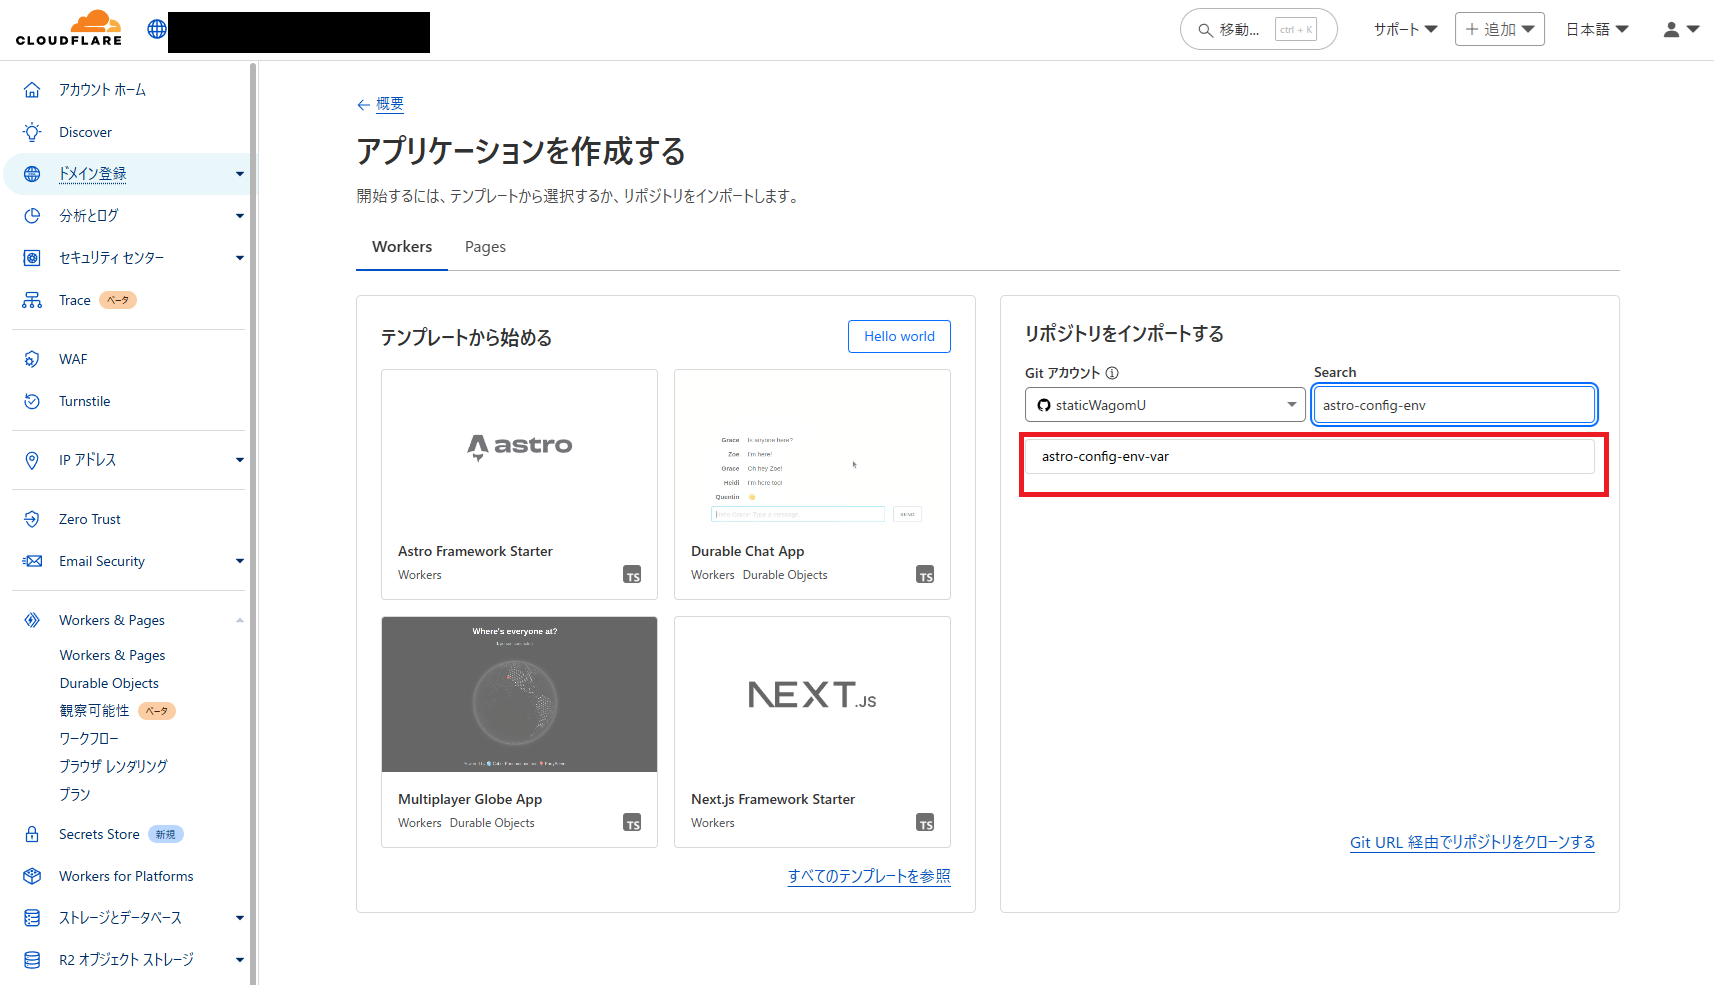 CLOUDFLARE
移動... ctrl + K
サポート
追加
日本語
アカウント ホーム
Discover
ドメイン登録
分析とログ
セキュリティ センター
Trace ベータ
WAF
Turnstile
IP アドレス
Zero Trust
Email Security
Workers & Pages
Workers & Pages
Durable Objects
観察可能性 ベータ
ワークフロー
ブラウザ レンダリング
プラン
Secrets Store 新規
Workers for Platforms
ストレージとデータベース
R2 オブジェクト ストレージ
概要
アプリケーションを作成する
開始するには、テンプレートから選択するか、リポジトリをインポートします。
Workers Pages
テンプレートから始める
Hello world
astro
Astro Framework Starter
Workers
TS
Grace Is anyone here?
Zoe I'm here!
Grace Oh hey Zoe!
Heidi I'm here too!
Quentin
SEND
Durable Chat App
Workers Durable Objects
TS
Where's everyone at?
Multiplayer Globe App
Workers Durable Objects
TS
NEXT.JS
Next.js Framework Starter
Workers
TS
すべてのテンプレートを参照
リポジトリをインポートする
Git アカウント
Search
staticWagomU
astro-config-env
astro-config-env-var
Git URL 経由でリポジトリをクローンする